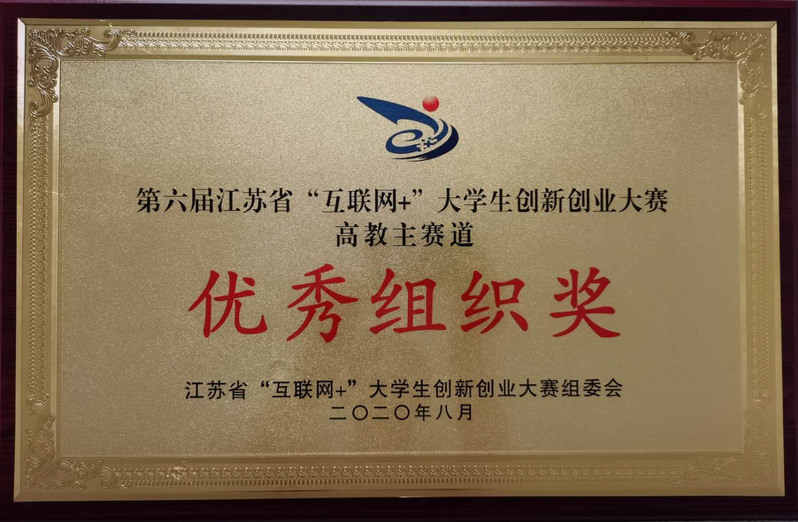 第六届江苏省“互联网+”大学生创新创业大赛
高教主赛道
优秀组织奖
江苏省“互联网+”大学生创新创业大赛组委会
二〇二〇年八月